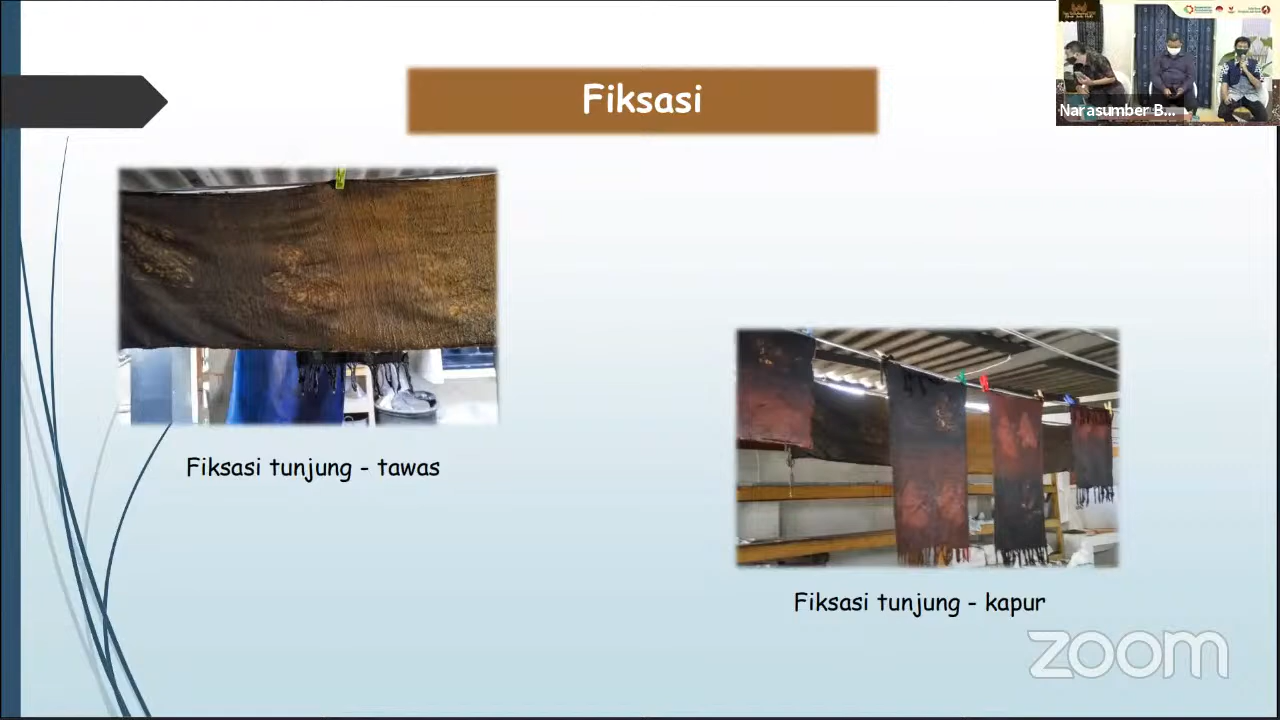 Fiksasi
Narasumber B...
Fiksasi tunjung - tawas
Fiksasi tunjung - kapur
zoom